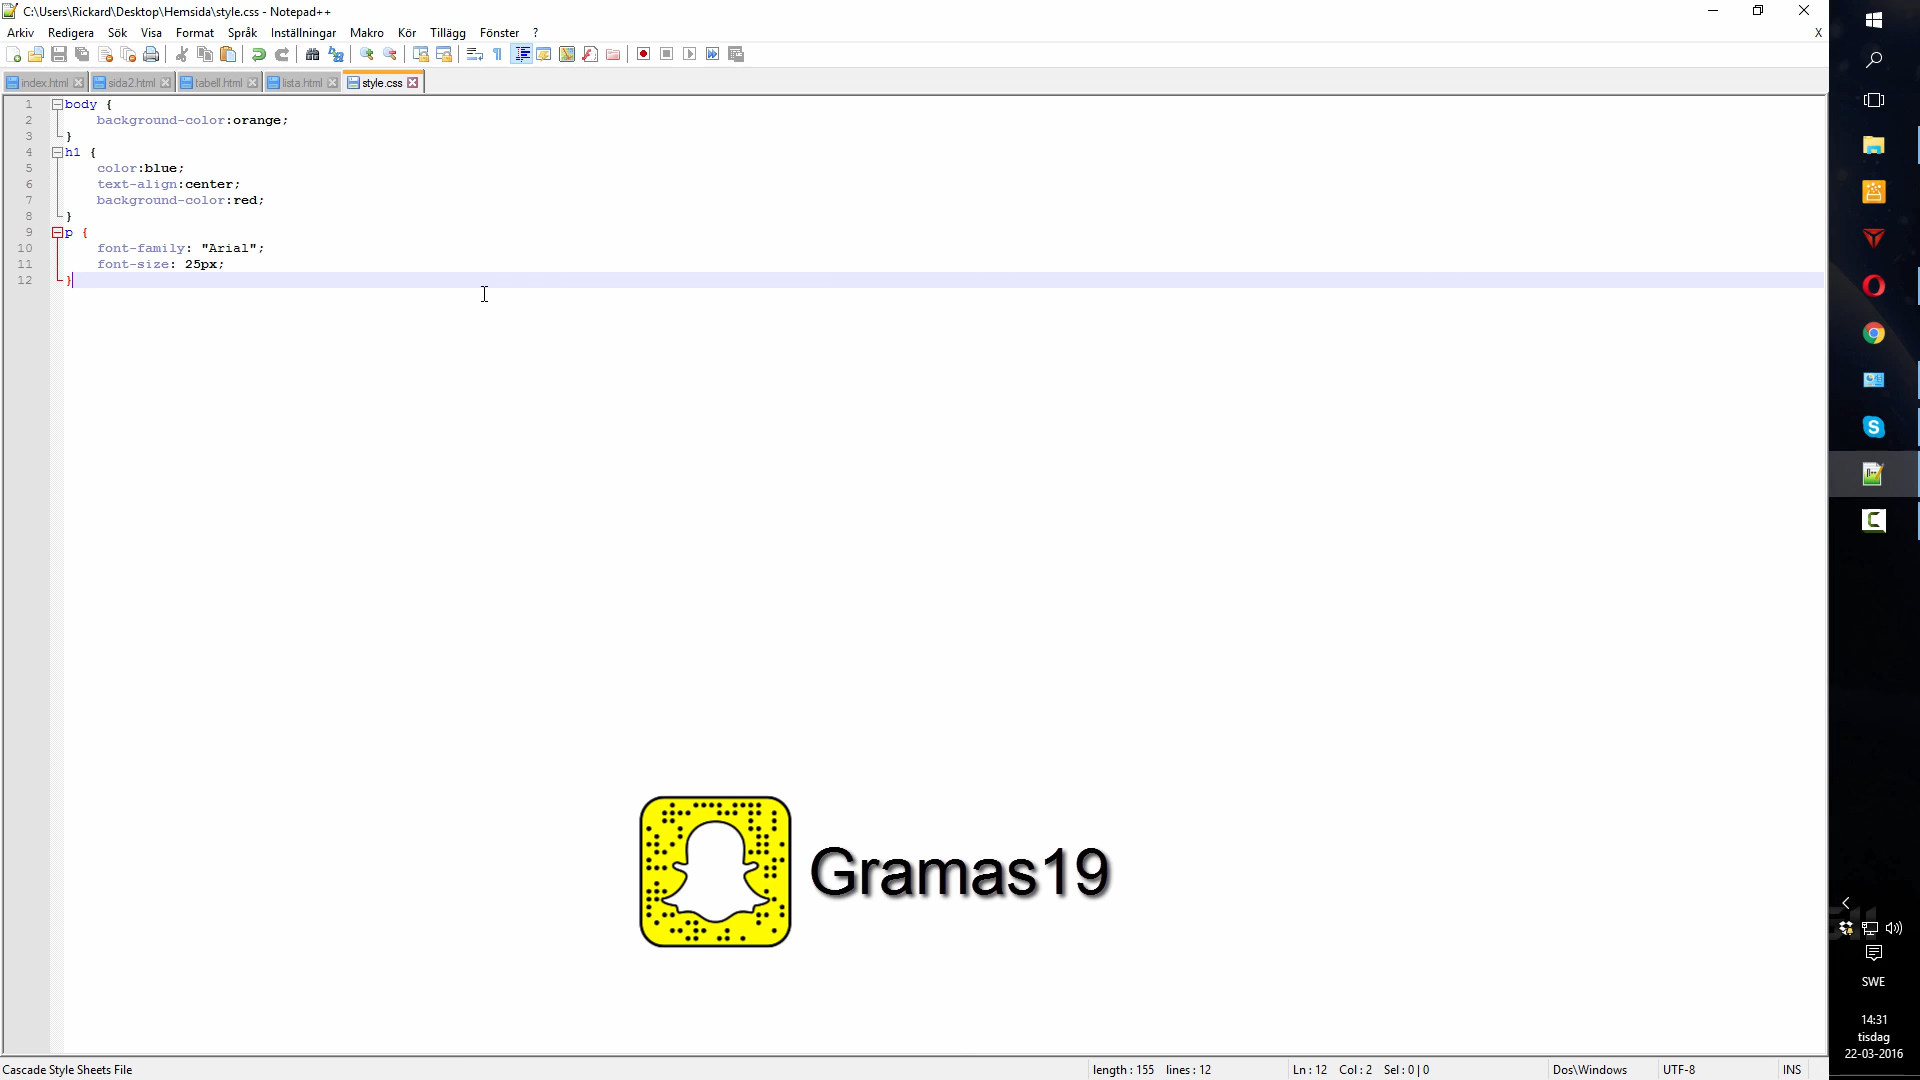 C:\Users\Rickard\Desktop\Hemsida\style.css - Notepad++
Arkiv Redigera Sök Visa Format Språk Inställningar Makro Kör Tillägg Fönster ? X
index.html sida2.html tabell.html lista.html style.css
1 body {
2 background-color:orange;
3 }
4 h1 {
5 color:blue;
6 text-align:center;
7 background-color:red;
8 }
9 p {
10 font-family: "Arial";
11 font-size: 25px;
12 }
Gramas19
SWE
14:31
tisdag
22-03-2016
Cascade Style Sheets File length : 155 lines : 12 Ln : 12 Col : 2 Sel : 0 | 0 Dos\Windows UTF-8 INS